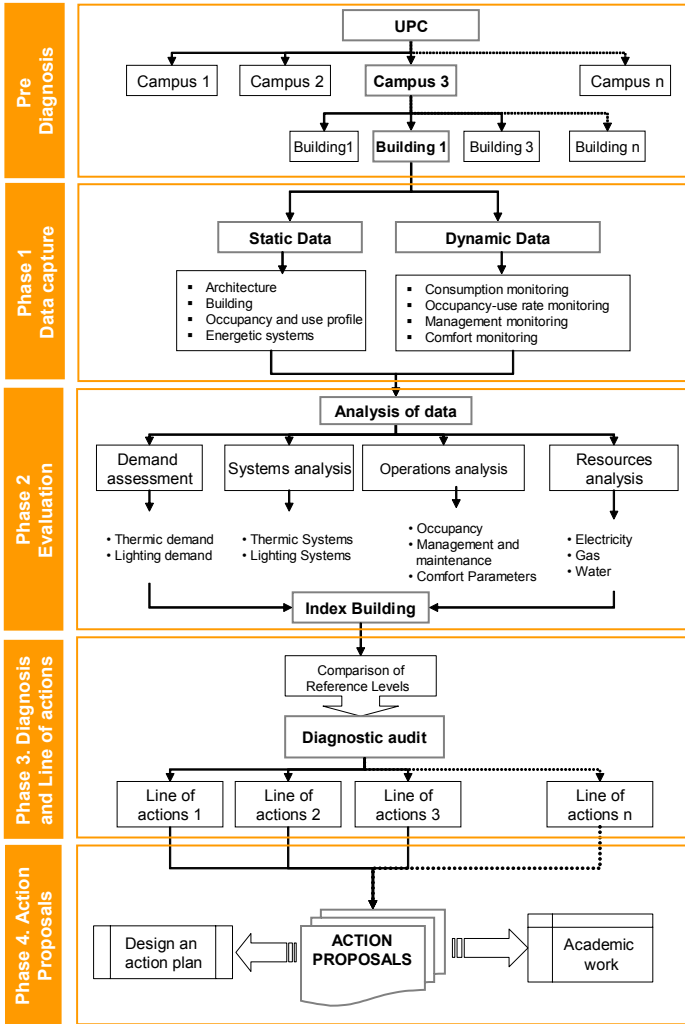 Pre
Diagnosis
UPC
Campus 1
Campus 2
Campus 3
Campus n
Building1
Building 1
Building 3
Building n
Phase 1
Data capture
Static Data
Dynamic Data
▪ Architecture
▪ Building
▪ Occupancy and use profile
▪ Energetic systems
▪ Consumption monitoring
▪ Occupancy-use rate monitoring
▪ Management monitoring
▪ Comfort monitoring
Phase 2
Evaluation
Analysis of data
Demand
assessment
Systems analysis
Operations analysis
Resources
analysis
• Thermic demand
• Lighting demand
• Thermic Systems
• Lighting Systems
• Occupancy
• Management and
maintenance
• Comfort Parameters
• Electricity
• Gas
• Water
Index Building
Phase 3. Diagnosis
and Line of actions
Comparison of
Reference Levels
Diagnostic audit
Line of
actions 1
Line of
actions 2
Line of
actions 3
Line of
actions n
Phase 4. Action
Proposals
Design an
action plan
ACTION
PROPOSALS
Academic
work